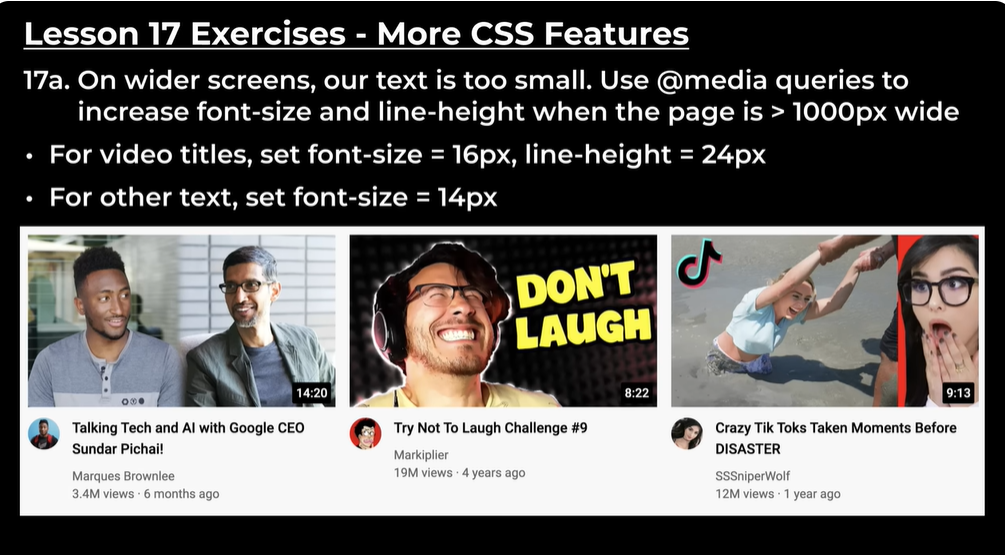 Lesson 17 Exercises - More CSS Features
17a. On wider screens, our text is too small. Use @media queries to
increase font-size and line-height when the page is > 1000px wide
• For video titles, set font-size = 16px, line-height = 24px
• For other text, set font-size = 14px
DON'T
LAUGH
14:20
8:22
9:13
Talking Tech and AI with Google CEO
Sundar Pichai!
Marques Brownlee
3.4M views · 6 months ago
Try Not To Laugh Challenge #9
Markiplier
19M views · 4 years ago
Crazy Tik Toks Taken Moments Before
DISASTER
SSSniperWolf
12M views · 1 year ago